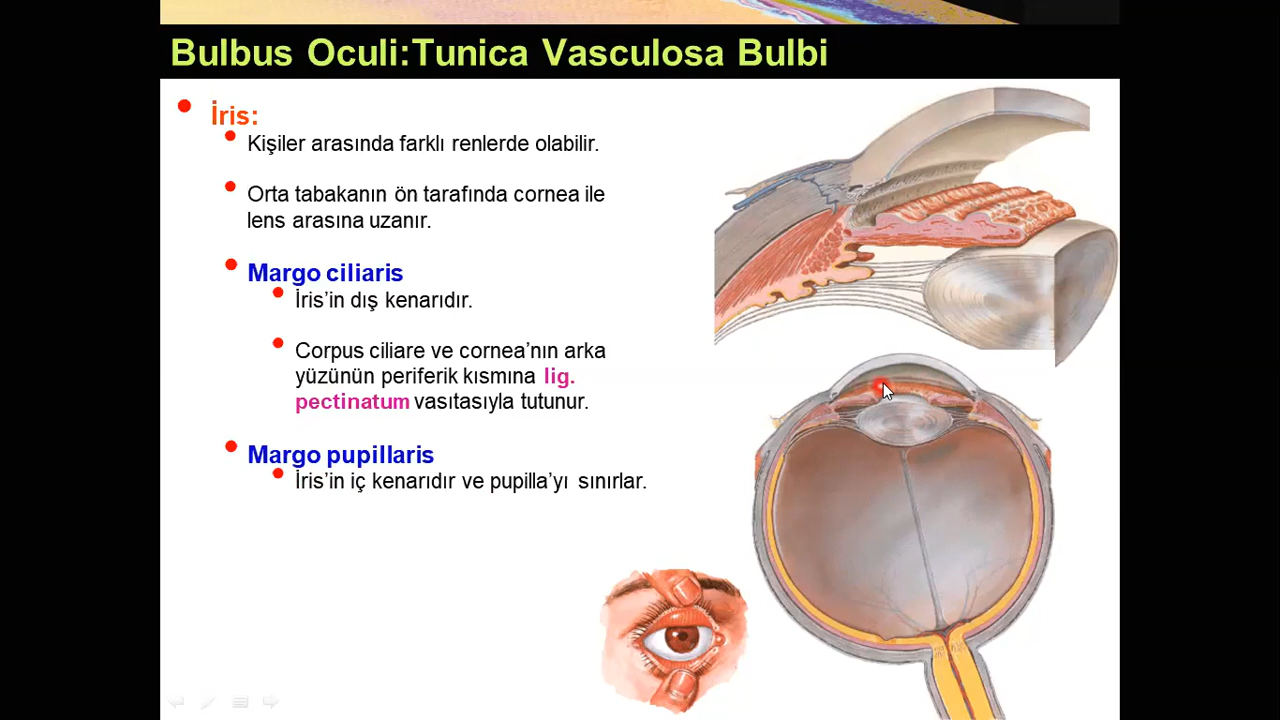 Bulbus Oculi:Tunica Vasculosa Bulbi
İris:
Kişiler arasında farklı renlerde olabilir.
Orta tabakanın ön tarafında cornea ile
lens arasına uzanır.
Margo ciliaris
İris’in dış kenarıdır.
Corpus ciliare ve cornea’nın arka
yüzünün periferik kısmına lig.
pectinatum vasıtasıyla tutunur.
Margo pupillaris
İris’in iç kenarıdır ve pupilla’yı sınırlar.